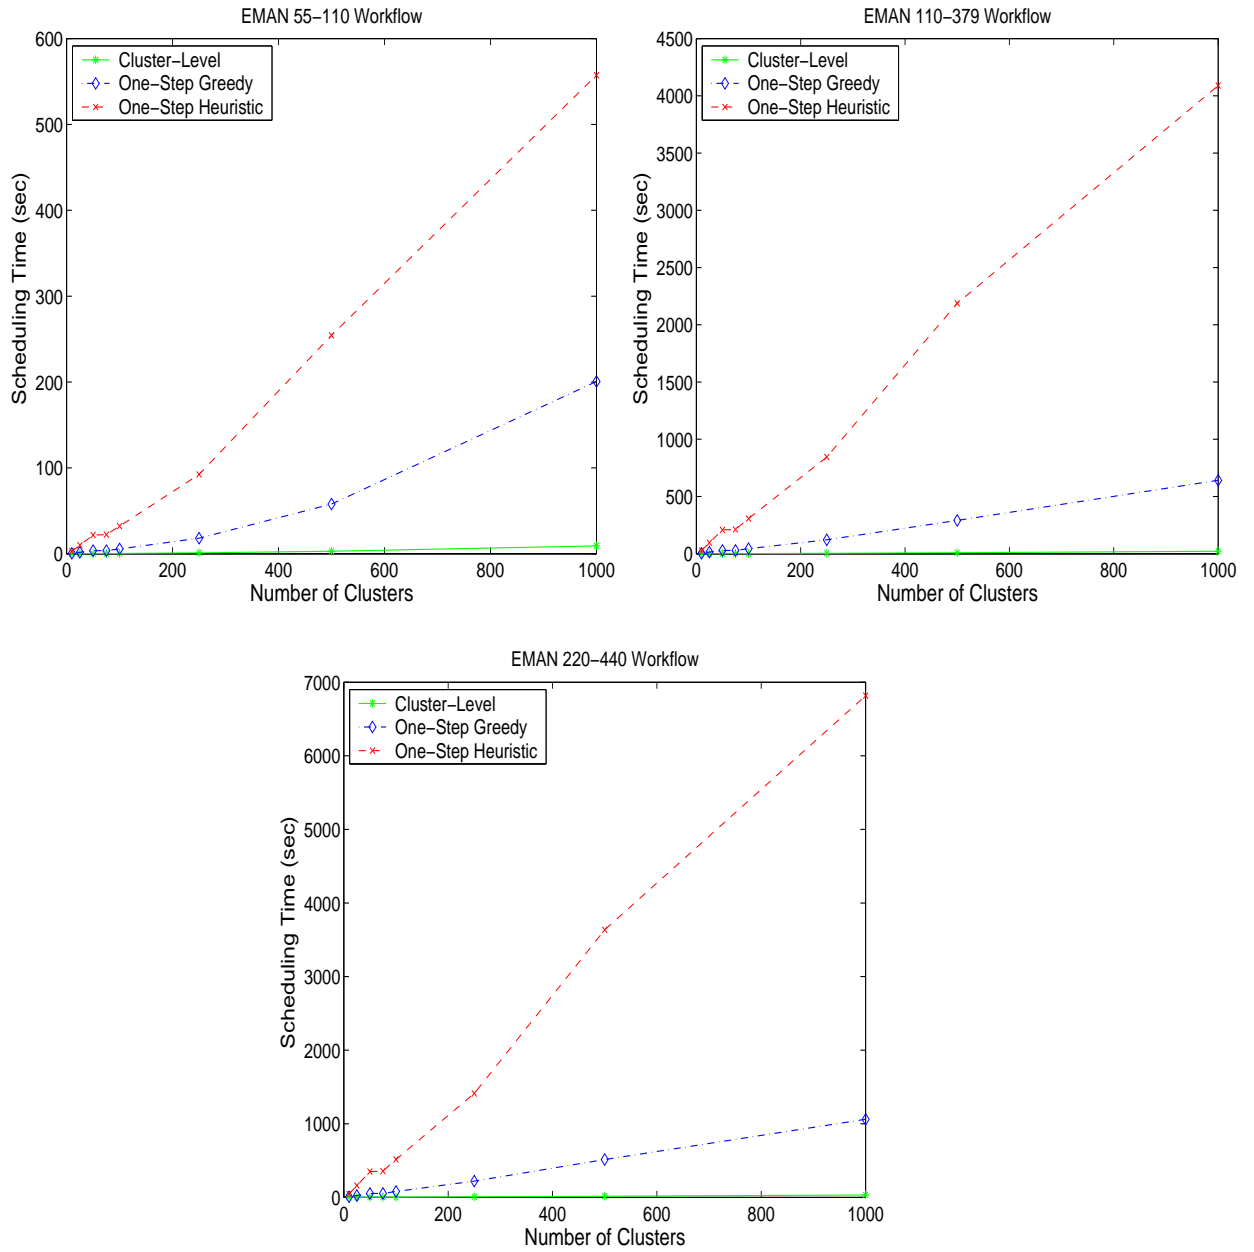 EMAN 55−110 Workflow
600
500
400
300
200
100
0
Scheduling Time (sec)
Cluster−Level
One−Step Greedy
One−Step Heuristic
0 200 400 600 800 1000
Number of Clusters
EMAN 110−379 Workflow
4500
4000
3500
3000
2500
2000
1500
1000
500
0
Scheduling Time (sec)
Cluster−Level
One−Step Greedy
One−Step Heuristic
0 200 400 600 800 1000
Number of Clusters
EMAN 220−440 Workflow
7000
6000
5000
4000
3000
2000
1000
0
Scheduling Time (sec)
Cluster−Level
One−Step Greedy
One−Step Heuristic
0 200 400 600 800 1000
Number of Clusters